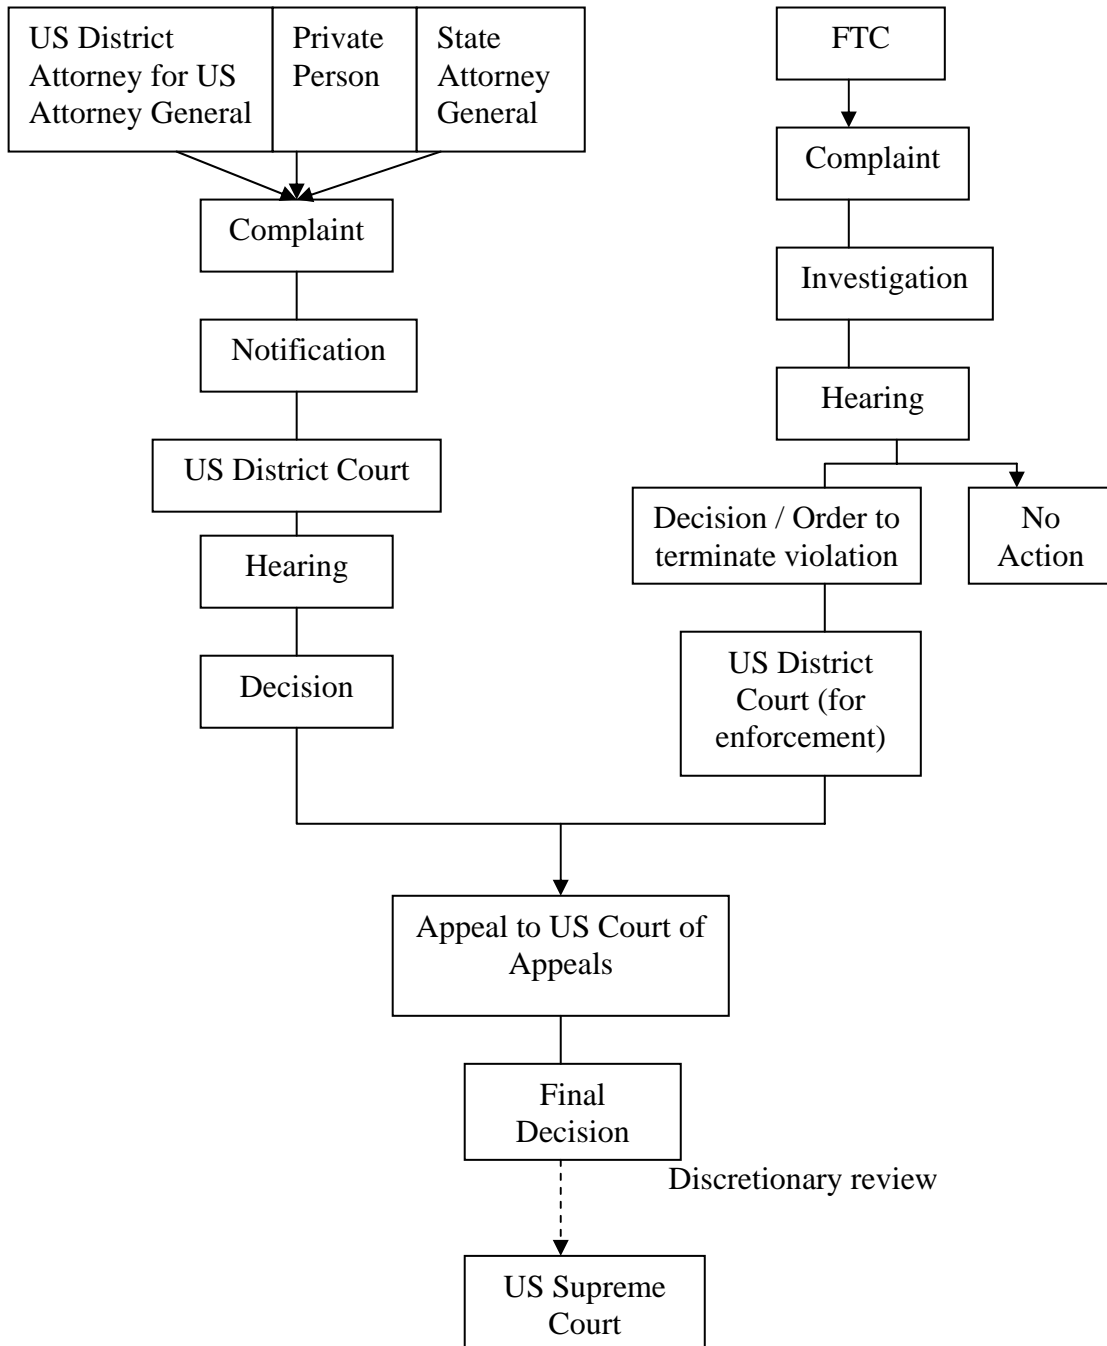 US District
Attorney for US
Attorney General
Private
Person
State
Attorney
General
Complaint
Notification
US District Court
Hearing
Decision
FTC
Complaint
Investigation
Hearing
Decision / Order to
terminate violation
No
Action
US District
Court (for
enforcement)
Appeal to US Court of
Appeals
Final
Decision
Discretionary review
US Supreme
Court